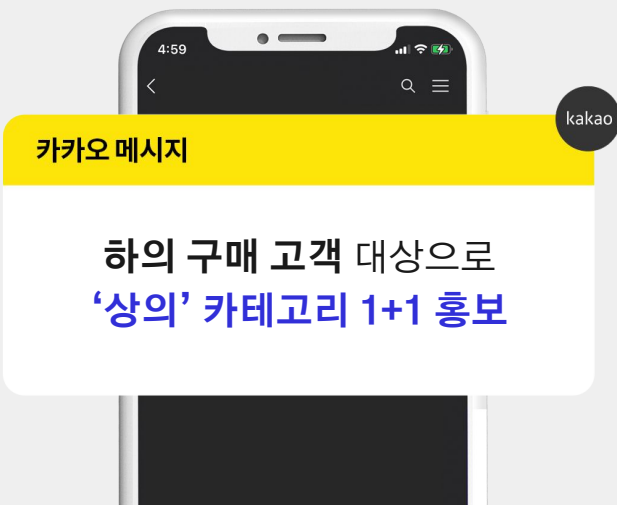 4:59
kakao
카카오 메시지
하의 구매 고객 대상으로
‘상의’ 카테고리 1+1 홍보